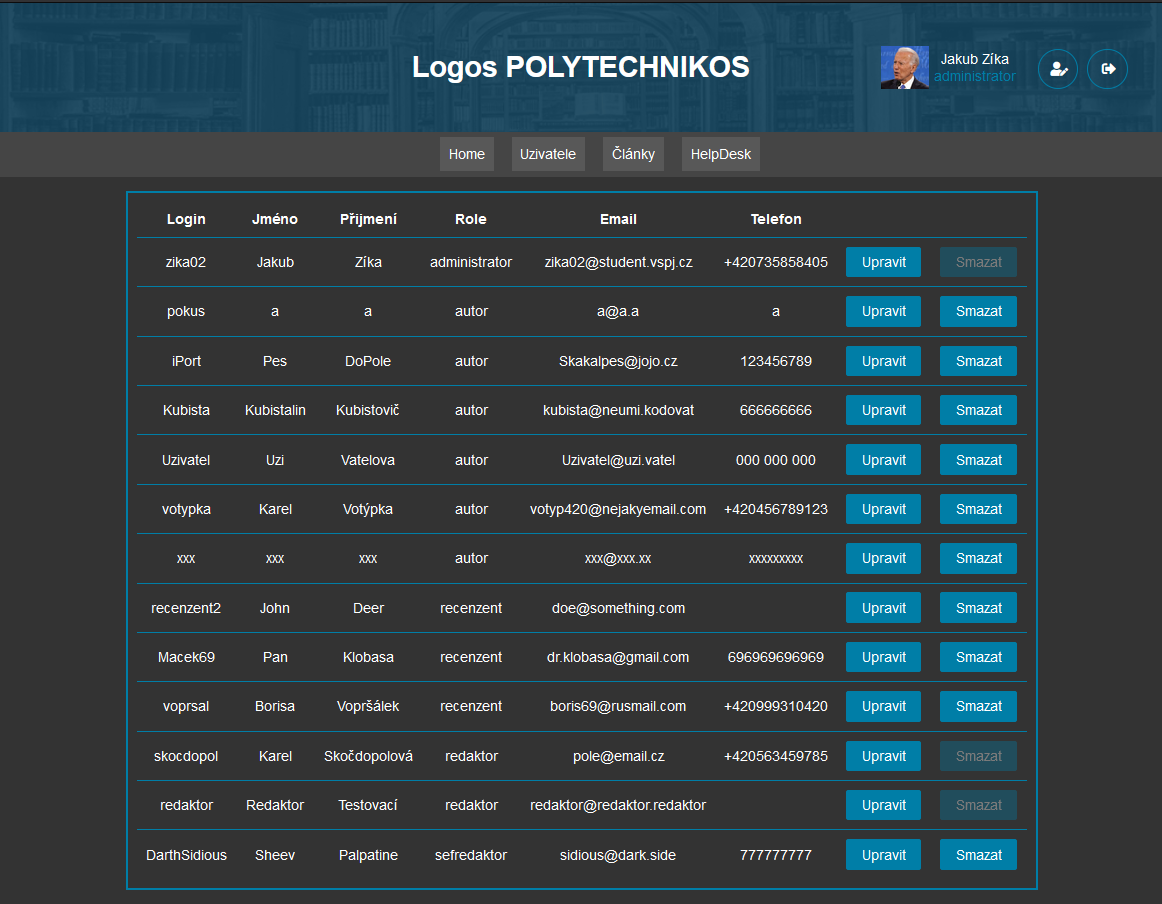 Logos POLYTECHNIKOS
Jakub Zíka
administrator
Home Uzivatele Články HelpDesk
Login Jméno Přijmení Role Email Telefon
zika02 Jakub Zíka administrator zika02@student.vspj.cz +420735858405 Upravit Smazat
pokus a a autor a@a.a a Upravit Smazat
iPort Pes DoPole autor Skakalpes@jojo.cz 123456789 Upravit Smazat
Kubista Kubistalin Kubistovič autor kubista@neumi.kodovat 666666666 Upravit Smazat
Uzivatel Uzi Vatelova autor Uzivatel@uzi.vatel 000 000 000 Upravit Smazat
votypka Karel Votýpka autor votyp420@nejakyemail.com +420456789123 Upravit Smazat
xxx xxx xxx autor xxx@xxx.xx xxxxxxxxx Upravit Smazat
recenzent2 John Deer recenzent doe@something.com Upravit Smazat
Macek69 Pan Klobasa recenzent dr.klobasa@gmail.com 696969696969 Upravit Smazat
voprsal Borisa Vopršálek recenzent boris69@rusmail.com +420999310420 Upravit Smazat
skocdopol Karel Skočdopolová redaktor pole@email.cz +420563459785 Upravit Smazat
redaktor Redaktor Testovací redaktor redaktor@redaktor.redaktor Upravit Smazat
DarthSidious Sheev Palpatine sefredaktor sidious@dark.side 777777777 Upravit Smazat